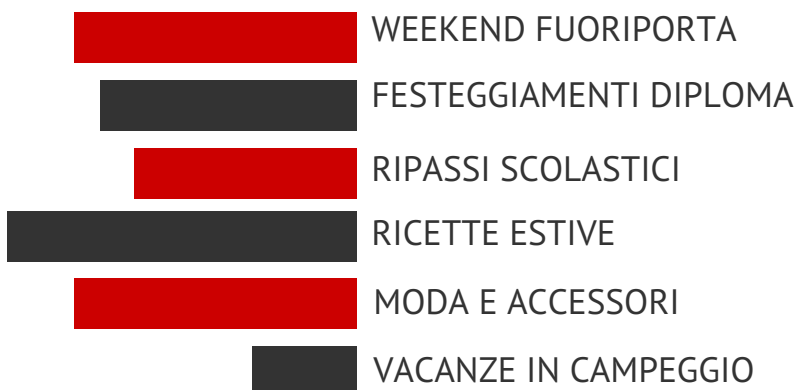 WEEKEND FUORIPORTA
FESTEGGIAMENTI DIPLOMA
RIPASSI SCOLASTICI
RICETTE ESTIVE
MODA E ACCESSORI
VACANZE IN CAMPEGGIO